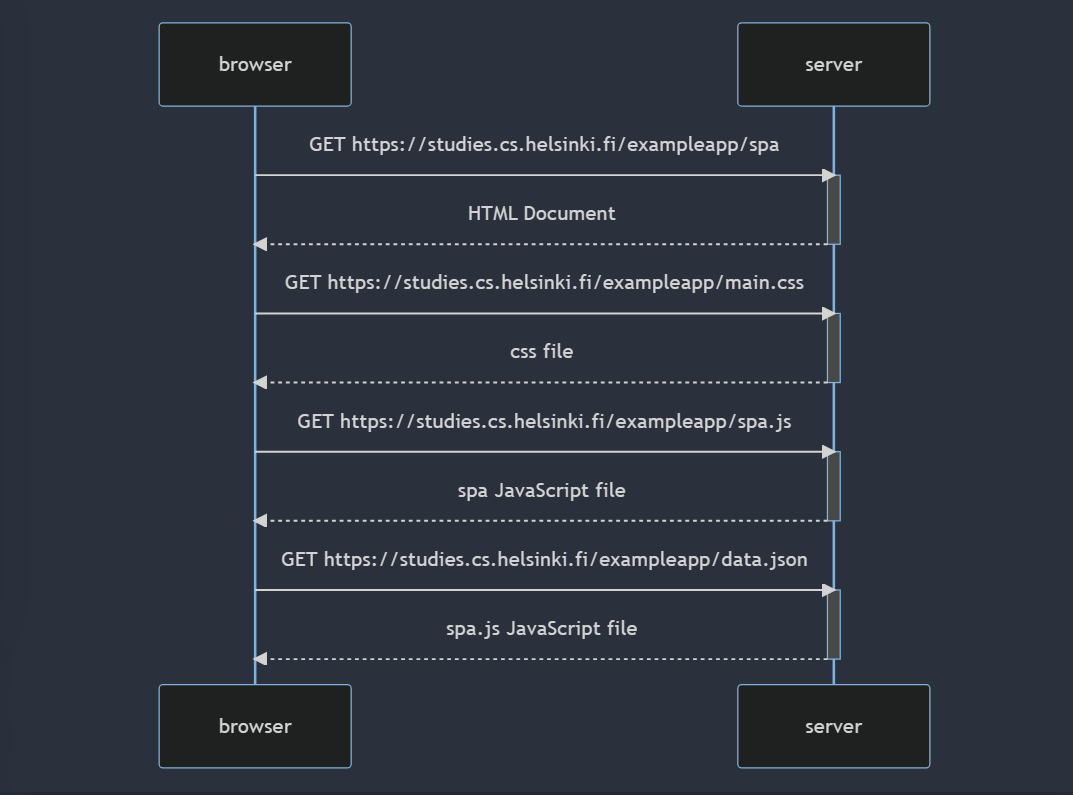 browser
server
GET https://studies.cs.helsinki.fi/exampleapp/spa
HTML Document
GET https://studies.cs.helsinki.fi/exampleapp/main.css
css file
GET https://studies.cs.helsinki.fi/exampleapp/spa.js
spa JavaScript file
GET https://studies.cs.helsinki.fi/exampleapp/data.json
spa.js JavaScript file
browser
server